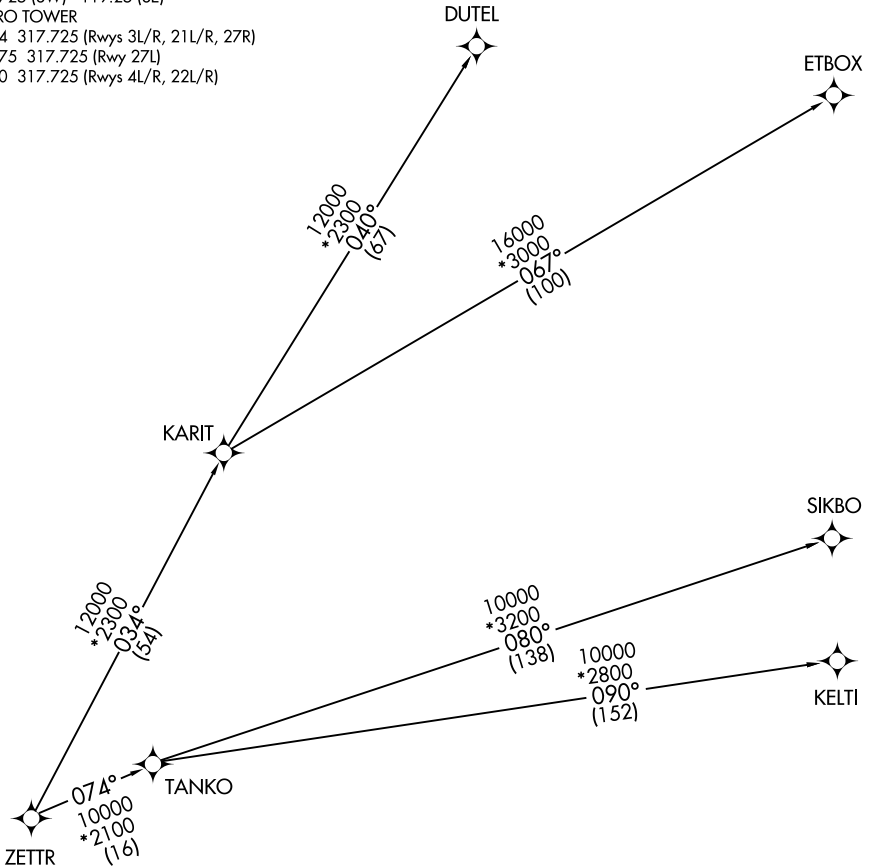 RO TOWER
4 317.725 (Rwys 3L/R, 21L/R, 27R)
75 317.725 (Rwy 27L)
0 317.725 (Rwys 4L/R, 22L/R)
DUTEL
ETBOX
12000
*2300
040°
(67)
16000
*3000
067°
(100)
KARIT
SIKBO
12000
*2300
034°
(54)
10000
*3200
080°
(138)
10000
*2800
090°
(152)
KELTI
TANKO
074°
10000
*2100
(16)
ZETTR